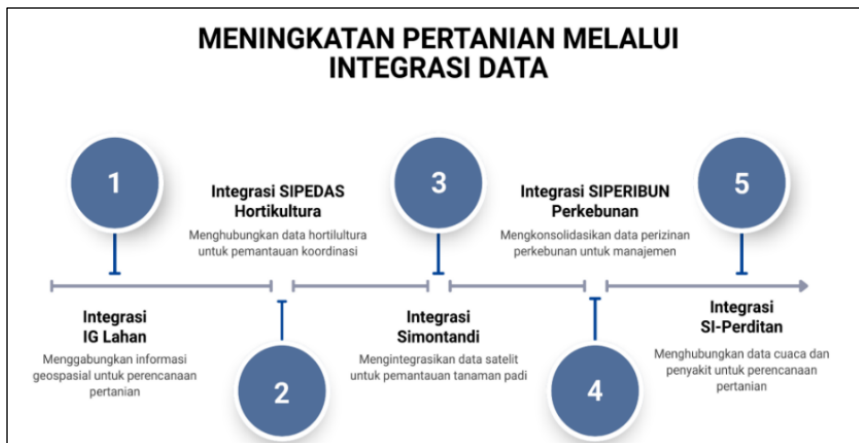 MENINGKATAN PERTANIAN MELALUI
INTEGRASI DATA
1
Integrasi
IG Lahan
Menggabungkan informasi
geospasial untuk perencanaan
pertanian
Integrasi SIPEDAS
Hortikultura
Menghubungkan data hortilultura
untuk pemantauan koordinasi
2
3
Integrasi
Simontandi
Mengintegrasikan data satelit
untuk pemantauan tanaman padi
Integrasi SIPERIBUN
Perkebunan
Mengkonsolidasikan data perizinan
perkebunan untuk manajemen
4
5
Integrasi
SI-Perditan
Menghubungkan data cuaca dan
penyakit untuk perencanaan
pertanian